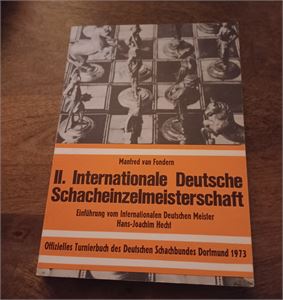 Manfred van Fondern
II. Internationale Deutsche
Schacheinzelmeisterschaft
Einführung vom Internationalen Deutschen Meister
Hans-Joachim Hecht
Offizielles Turnierbuch des Deutschen Schachbundes Dortmund 1973